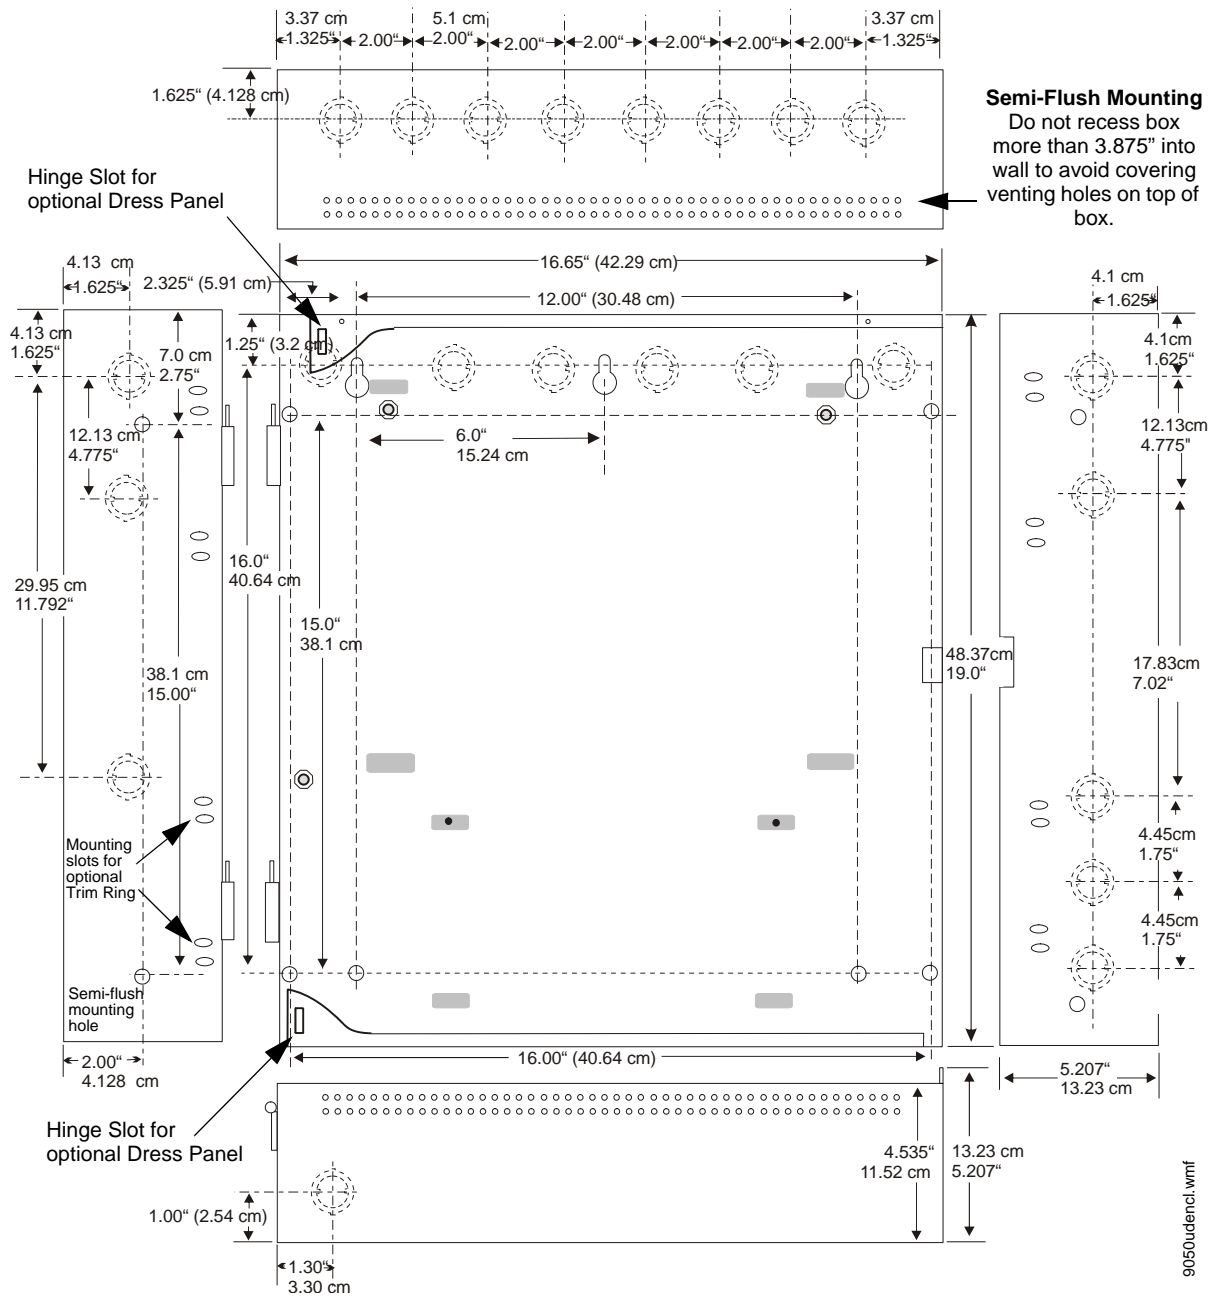 3.37 cm
5.1 cm
3.37 cm
1.325“
2.00“
2.00“
2.00“
2.00“
2.00“
2.00“
2.00“
1.325“
1.625“ (4.128 cm)
Semi-Flush Mounting
Do not recess box
more than 3.875” into
wall to avoid covering
venting holes on top of
box.
Hinge Slot for
optional Dress Panel
16.65“ (42.29 cm)
4.13 cm
1.625“
2.325“ (5.91 cm)
12.00“ (30.48 cm)
4.1 cm
1.625“
4.13 cm
1.625“
7.0 cm
2.75“
1.25“ (3.2 cm)
4.1cm
1.625“
12.13 cm
4.775“
6.0“
15.24 cm
12.13cm
4.775"
29.95 cm
11.792“
16.0“
40.64 cm
15.0“
38.1 cm
38.1 cm
15.00“
48.37cm
19.0“
17.83cm
7.02“
Mounting
slots for
optional
Trim Ring
4.45cm
1.75“
4.45cm
1.75“
Semi-flush
mounting
hole
2.00“
4.128 cm
16.00“ (40.64 cm)
5.207“
13.23 cm
Hinge Slot for
optional Dress Panel
4.535“
11.52 cm
13.23 cm
5.207“
1.00“ (2.54 cm)
1.30“
3.30 cm
9050udencl.wmf